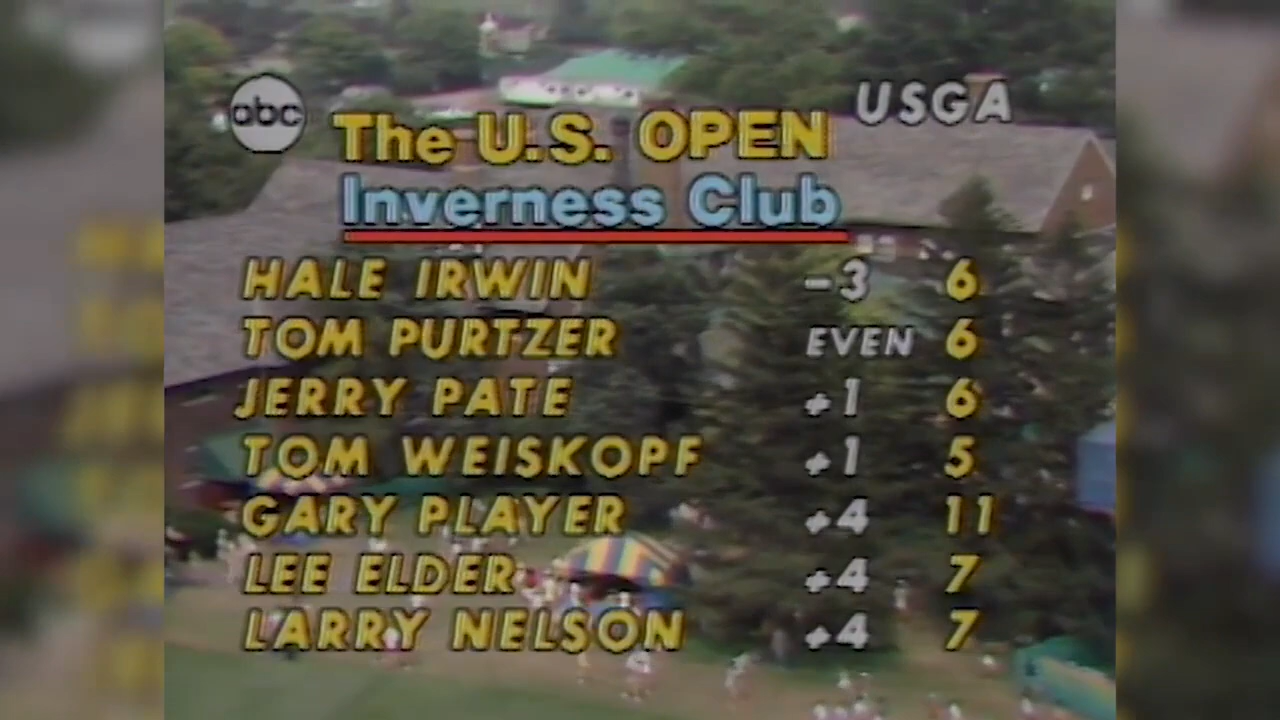 abc
USGA
The U.S. OPEN
Inverness Club
HALE IRWIN -3 6
TOM PURTZER EVEN 6
JERRY PATE +1 6
TOM WEISKOPF +1 5
GARY PLAYER +4 11
LEE ELDER +4 7
LARRY NELSON +4 7